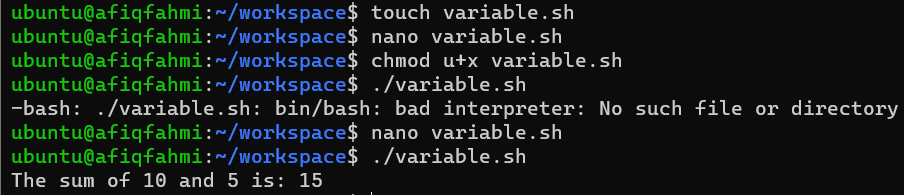 ubuntu@afiqfahmi:~/workspace$ touch variable.sh
ubuntu@afiqfahmi:~/workspace$ nano variable.sh
ubuntu@afiqfahmi:~/workspace$ chmod u+x variable.sh
ubuntu@afiqfahmi:~/workspace$ ./variable.sh
-bash: ./variable.sh: bin/bash: bad interpreter: No such file or directory
ubuntu@afiqfahmi:~/workspace$ nano variable.sh
ubuntu@afiqfahmi:~/workspace$ ./variable.sh
The sum of 10 and 5 is: 15